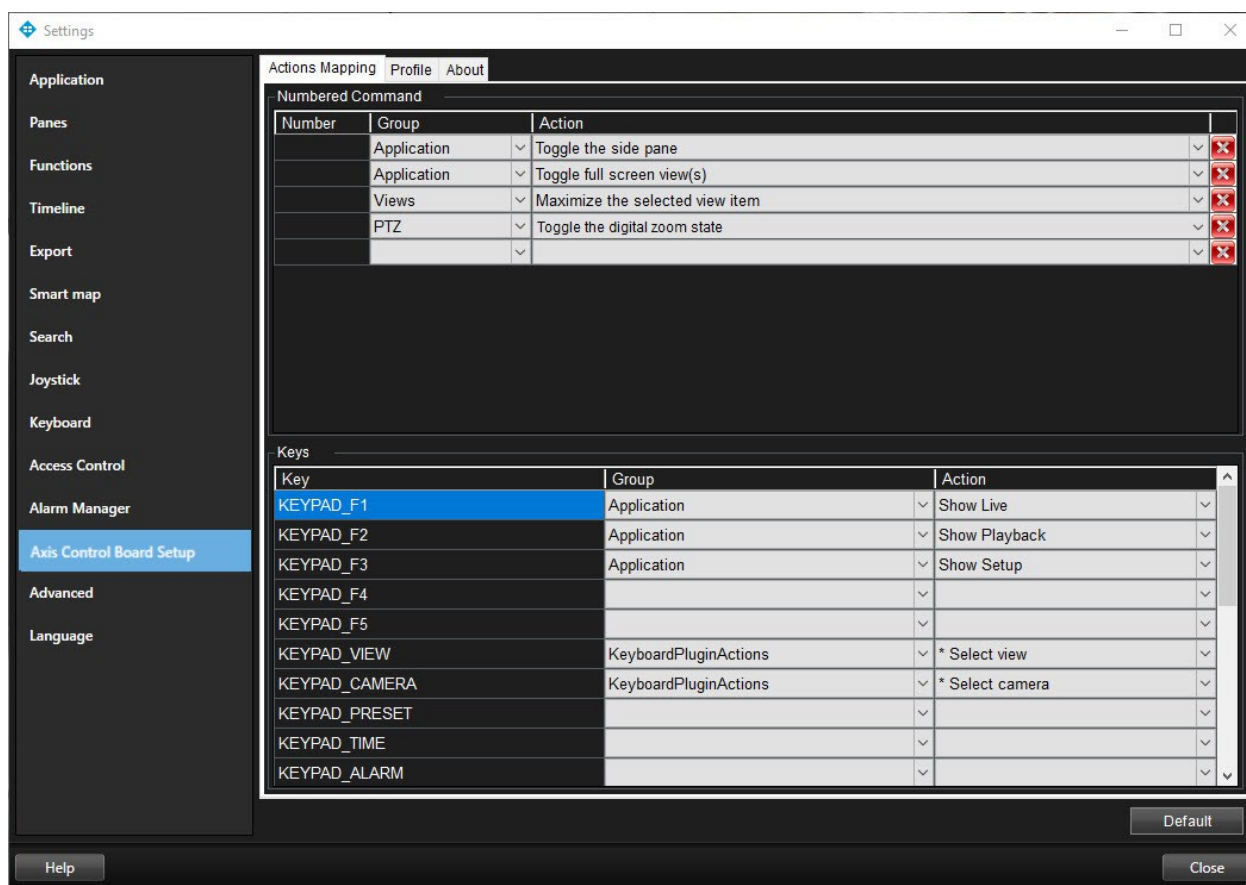 Settings
Application
Panes
Functions
Timeline
Export
Smart map
Search
Joystick
Keyboard
Access Control
Alarm Manager
Axis Control Board Setup
Advanced
Language
Actions Mapping Profile About
Numbered Command
Number Group Action
Application Toggle the side pane
Application Toggle full screen view(s)
Views Maximize the selected view item
PTZ Toggle the digital zoom state
Keys
Key Group Action
KEYPAD_F1 Application Show Live
KEYPAD_F2 Application Show Playback
KEYPAD_F3 Application Show Setup
KEYPAD_F4
KEYPAD_F5
KEYPAD_VIEW KeyboardPluginActions * Select view
KEYPAD_CAMERA KeyboardPluginActions * Select camera
KEYPAD_PRESET
KEYPAD_TIME
KEYPAD_ALARM
Default
Help Close